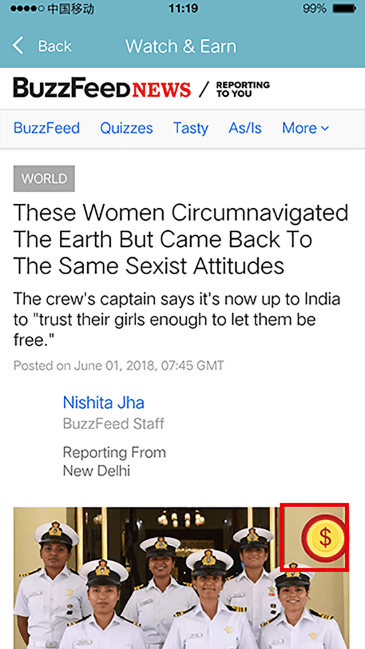 中国移动 11:19 99%
Back Watch & Earn
BuzzFeed NEWS / REPORTING
TO YOU
BuzzFeed Quizzes Tasty As/Is More
WORLD
These Women Circumnavigated
The Earth But Came Back To
The Same Sexist Attitudes
The crew's captain says it's now up to India
to "trust their girls enough to let them be
free."
Posted on June 01, 2018, 07:45 GMT
Nishita Jha
BuzzFeed Staff
Reporting From
New Delhi
$